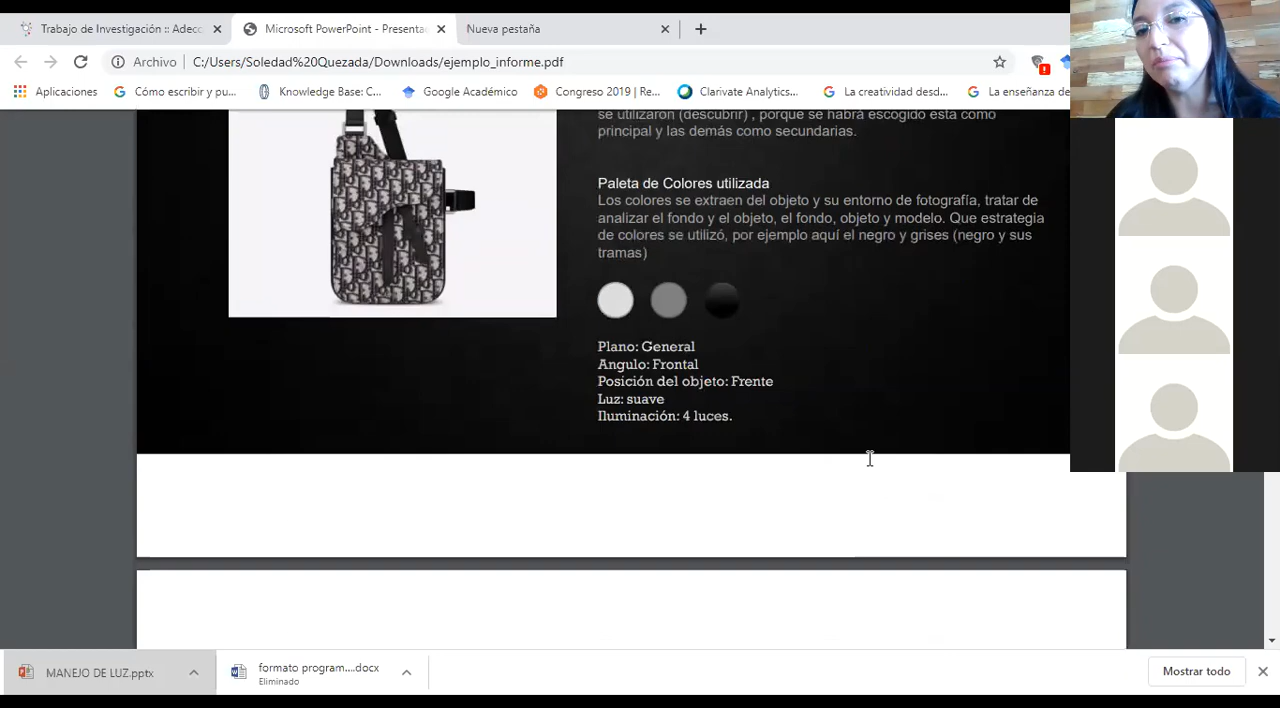 Trabajo de Investigación :: Adecc
Microsoft PowerPoint - Presenta
Nueva pestaña
Archivo
C:/Users/Soledad%20Quezada/Downloads/ejemplo_informe.pdf
Aplicaciones
Cómo escribir y pu...
Knowledge Base: C...
Google Académico
Congreso 2019 | Re...
Clarivate Analytics...
La creatividad desd...
La enseñanza de
se utilizaron (descubrir) , porque se habrá escogido esta como
principal y las demás como secundarias.
Paleta de Colores utilizada
Los colores se extraen del objeto y su entorno de fotografía, tratar de
analizar el fondo y el objeto, el fondo, objeto y modelo. Que estrategia
de colores se utilizó, por ejemplo aquí el negro y grises (negro y sus
tramas)
Plano: General
Angulo: Frontal
Posición del objeto: Frente
Luz: suave
Iluminación: 4 luces.
MANEJO DE LUZ.pptx
formato program....docx
Eliminado
Mostrar todo